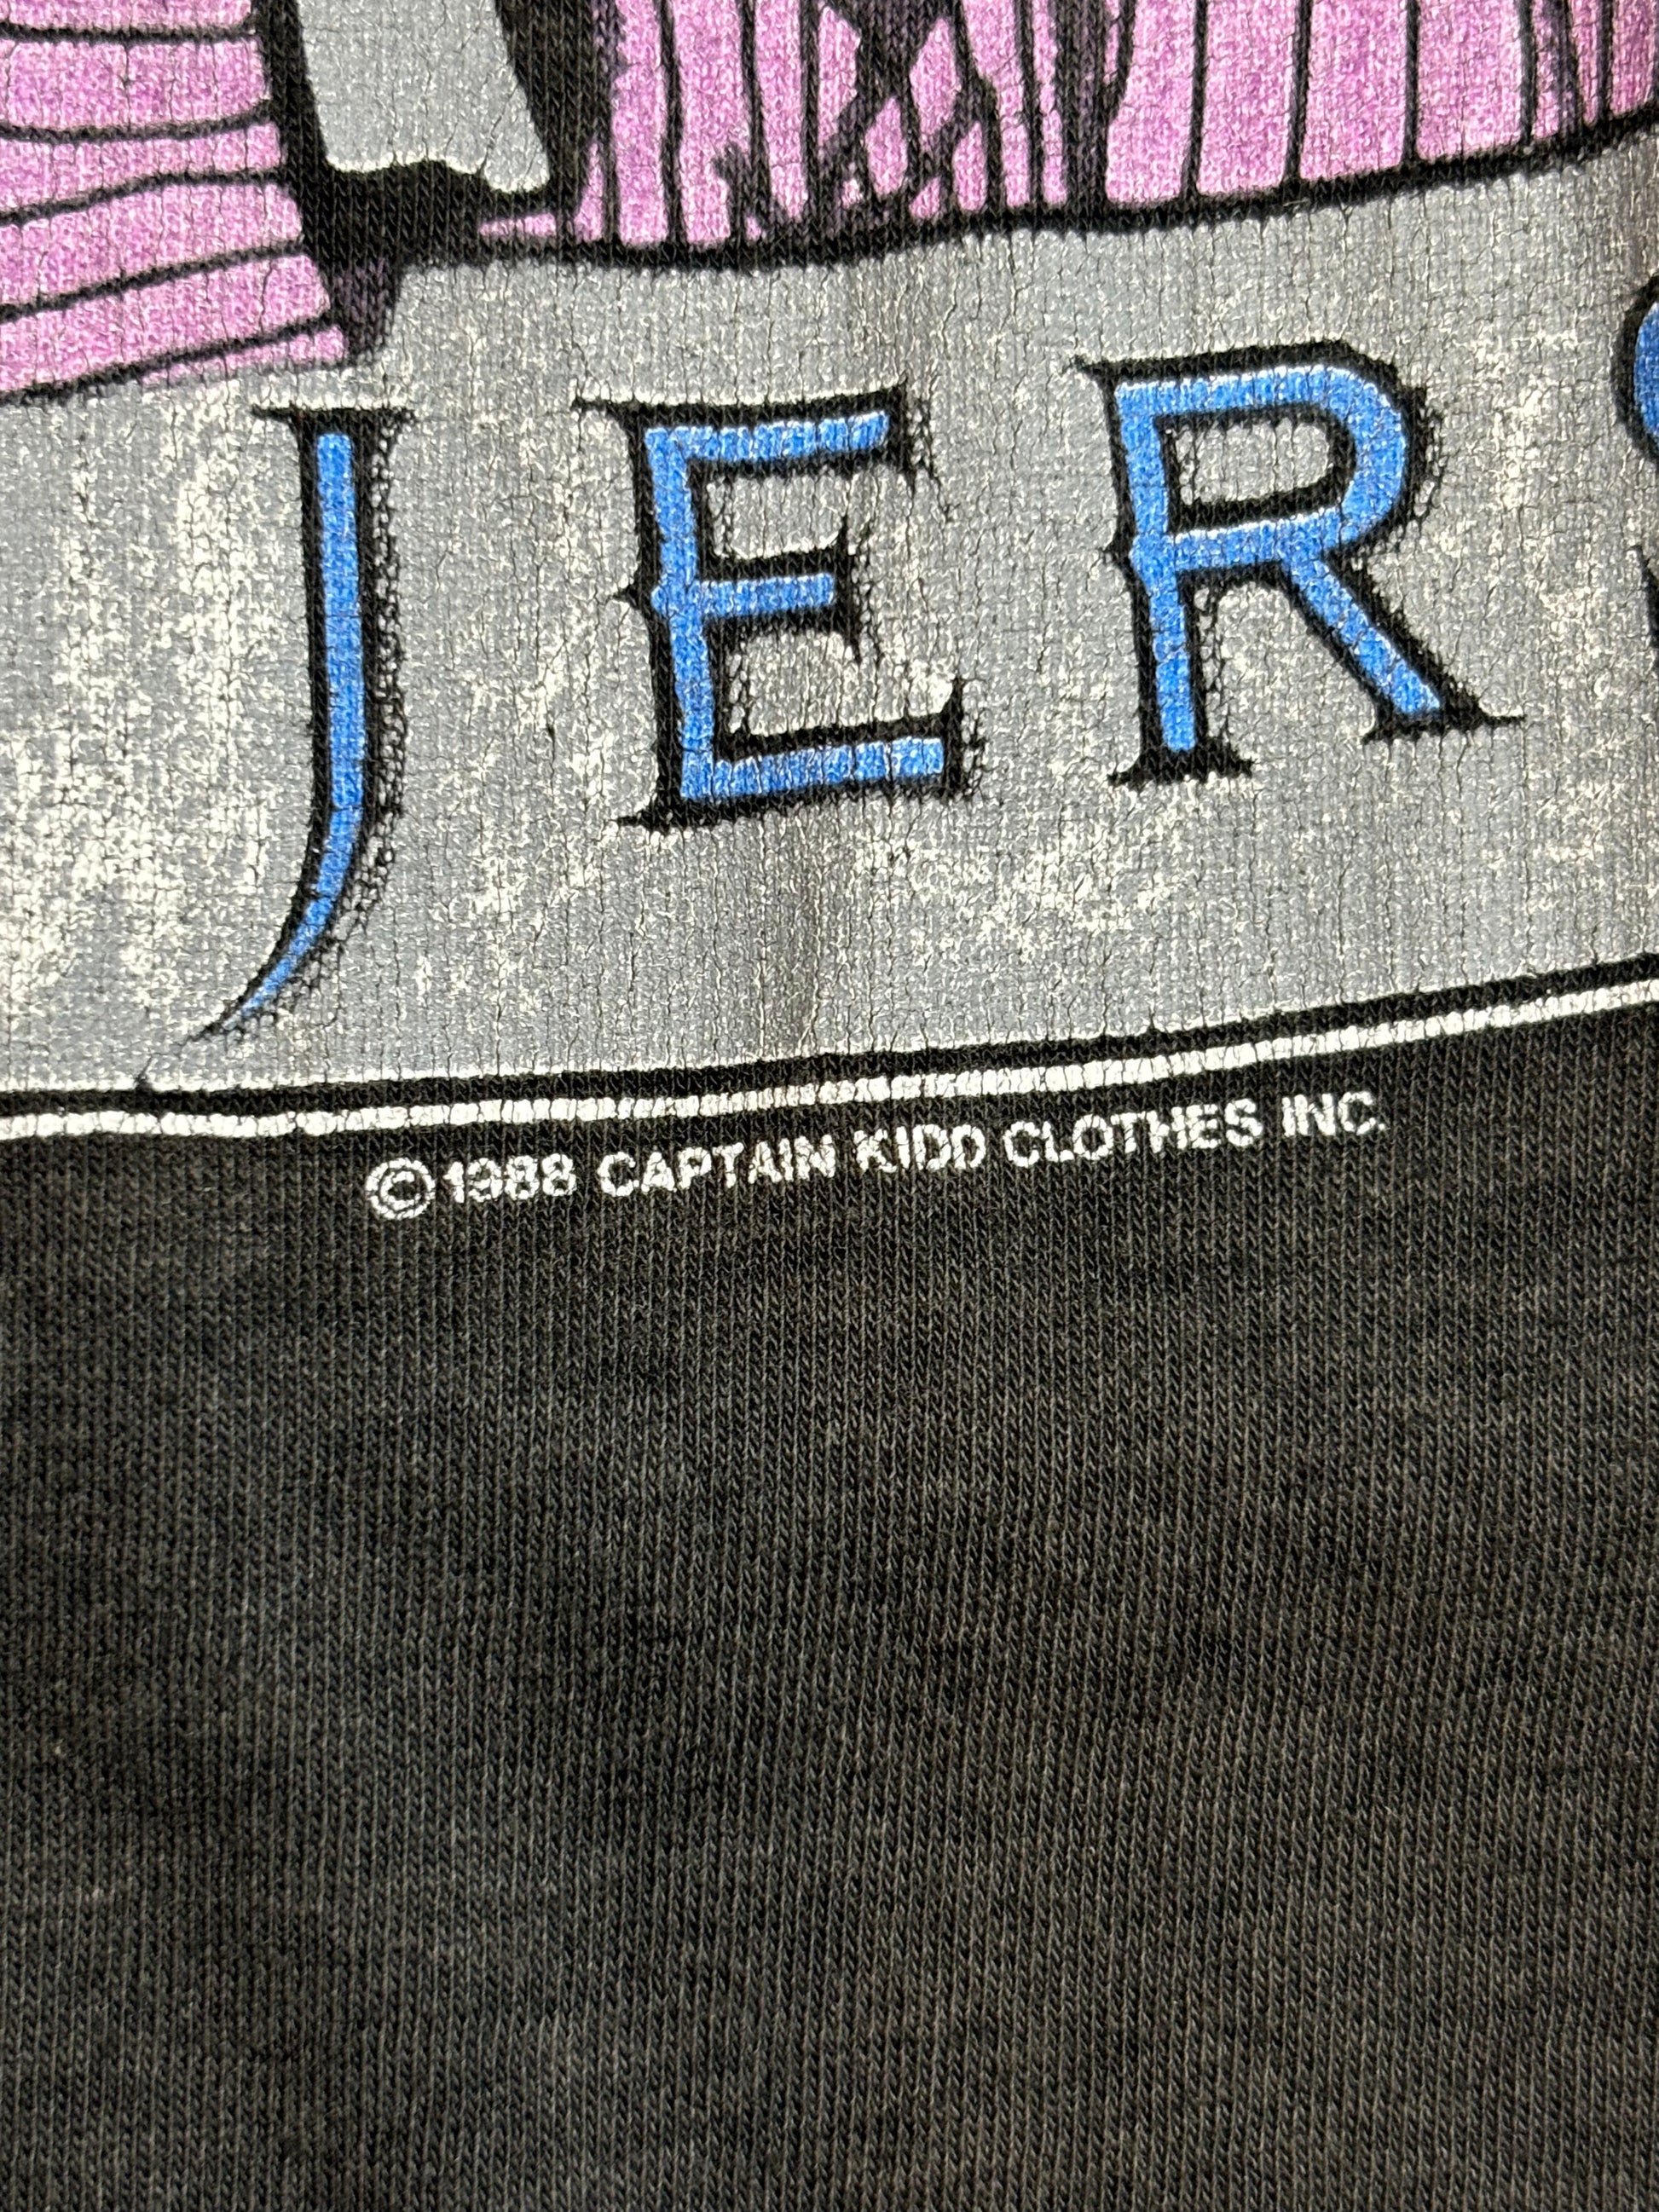 JERS
©1988 CAPTAIN KIDD CLOTHES INC.